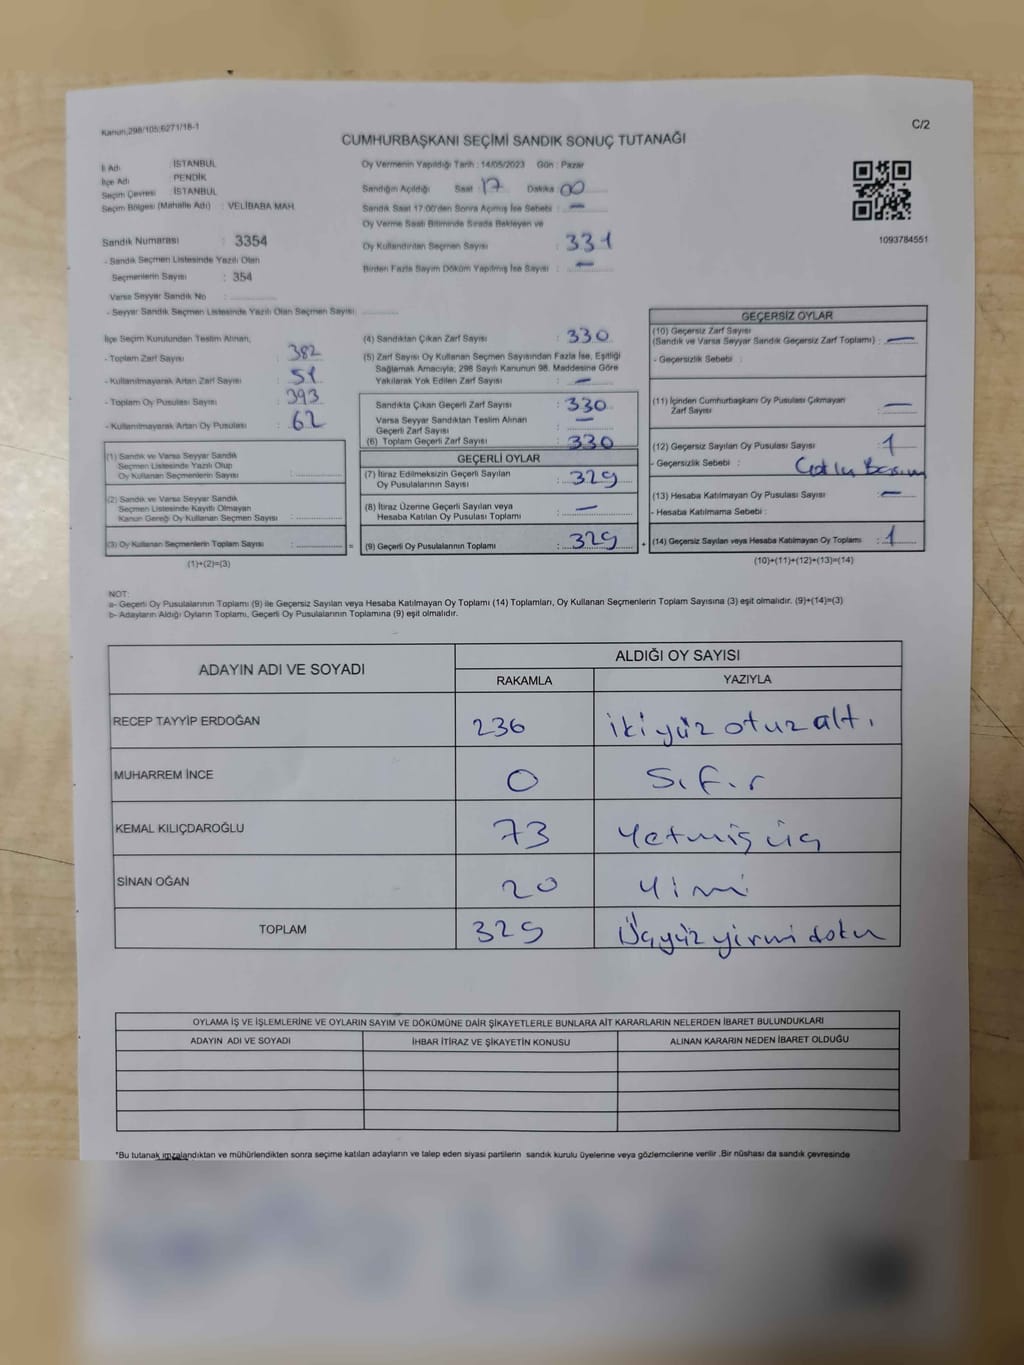 Kanun;298/105;6271/18-1
C/2
CUMHURBAŞKANI SEÇİMİ SANDIK SONUÇ TUTANAĞI
İl Adı : İSTANBUL
İlçe Adı : PENDİK
Seçim Çevresi : İSTANBUL
Seçim Bölgesi (Mahalle Adı) : VELİBABA MAH.
Sandık Numarası : 3354
- Sandık Seçmen Listesinde Yazılı Olan
Seçmenlerin Sayısı : 354
Varsa Seyyar Sandık No :
- Seyyar Sandık Seçmen Listesinde Yazılı Olan Seçmen Sayısı :
Oy Vermenin Yapıldığı Tarih : 14/05/2023 Gün : Pazar
Sandığın Açıldığı Saat : 17 Dakika : 00
Sandık Saat 17:00'den Sonra Açılmış İse Sebebi : —
Oy Verme Saati Bitiminde Sırada Bekleyen ve
Oy Kullandırılan Seçmen Sayısı : 331
Birden Fazla Sayım Döküm Yapılmış İse Sayısı : —
1093784551
İlçe Seçim Kurulundan Teslim Alınan;
- Toplam Zarf Sayısı : 382
- Kullanılmayarak Artan Zarf Sayısı : 51
- Toplam Oy Pusulası Sayısı : 393
- Kullanılmayarak Artan Oy Pusulası : 62
(1) Sandık ve Varsa Seyyar Sandık
Seçmen Listesinde Yazılı Olup
Oy Kullanan Seçmenlerin Sayısı :
(2) Sandık ve Varsa Seyyar Sandık
Seçmen Listesinde Kayıtlı Olmayan
Kanun Gereği Oy Kullanan Seçmen Sayısı :
(3) Oy Kullanan Seçmenlerin Toplam Sayısı :
(1)+(2)=(3)
=
(4) Sandıktan Çıkan Zarf Sayısı : 330
(5) Zarf Sayısı Oy Kullanan Seçmen Sayısından Fazla İse, Eşitliği
Sağlamak Amacıyla; 298 Sayılı Kanunun 98. Maddesine Göre
Yakılarak Yok Edilen Zarf Sayısı : —
Sandıkta Çıkan Geçerli Zarf Sayısı : 330
Varsa Seyyar Sandıktan Teslim Alınan
Geçerli Zarf Sayısı : —
(6) Toplam Geçerli Zarf Sayısı : 330
GEÇERLİ OYLAR
(7) İtiraz Edilmeksizin Geçerli Sayılan
Oy Pusulalarının Sayısı : 329
(8) İtiraz Üzerine Geçerli Sayılan veya
Hesaba Katılan Oy Pusulası Toplamı : —
(9) Geçerli Oy Pusulalarının Toplamı : 329
+
GEÇERSİZ OYLAR
(10) Geçersiz Zarf Sayısı
(Sandık ve Varsa Seyyar Sandık Geçersiz Zarf Toplamı) : —
- Geçersizlik Sebebi :
(11) İçinden Cumhurbaşkanı Oy Pusulası Çıkmayan
Zarf Sayısı : —
(12) Geçersiz Sayılan Oy Pusulası Sayısı : 1
- Geçersizlik Sebebi :
(13) Hesaba Katılmayan Oy Pusulası Sayısı : —
- Hesaba Katılmama Sebebi :
(14) Geçersiz Sayılan veya Hesaba Katılmayan Oy Toplamı : 1
(10)+(11)+(12)+(13)=(14)
NOT:
a- Geçerli Oy Pusulalarının Toplamı (9) ile Geçersiz Sayılan veya Hesaba Katılmayan Oy Toplamı (14) Toplamları, Oy Kullanan Seçmenlerin Toplam Sayısına (3) eşit olmalıdır. (9)+(14)=(3)
b- Adayların Aldığı Oyların Toplamı, Geçerli Oy Pusulalarının Toplamına (9) eşit olmalıdır.
ADAYIN ADI VE SOYADI ALDIĞI OY SAYISI
RAKAMLA YAZIYLA
RECEP TAYYİP ERDOĞAN 236 ikiyüz otuz altı
MUHARREM İNCE 0 Sıfır
KEMAL KILIÇDAROĞLU 73 Yetmiş üç
SİNAN OĞAN 20 Yimi
TOPLAM 329 Üçyüz yirmi doku
OYLAMA İŞ VE İŞLEMLERİNE VE OYLARIN SAYIM VE DÖKÜMÜNE DAİR ŞİKAYETLERLE BUNLARA AİT KARARLARIN NELERDEN İBARET BULUNDUKLARI
ADAYIN ADI VE SOYADI İHBAR İTİRAZ VE ŞİKAYETİN KONUSU ALINAN KARARIN NEDEN İBARET OLDUĞU
*Bu tutanak imzalandıktan ve mühürlendikten sonra seçime katılan adayların ve talep eden siyasi partilerin sandık kurulu üyelerine veya gözlemcilerine verilir .Bir nüshası da sandık çevresinde